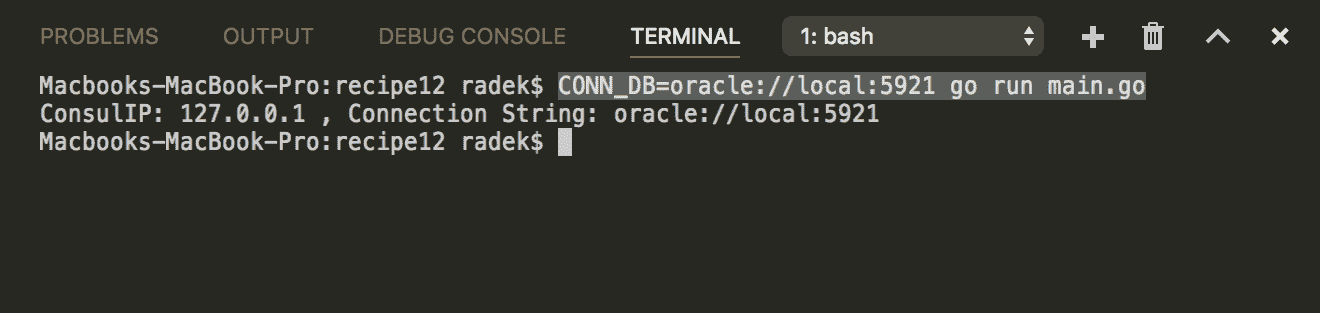 PROBLEMS OUTPUT DEBUG CONSOLE TERMINAL 1: bash
Macbooks-MacBook-Pro:recipe12 radek$ CONN_DB=oracle://local:5921 go run main.go
ConsulIP: 127.0.0.1 , Connection String: oracle://local:5921
Macbooks-MacBook-Pro:recipe12 radek$